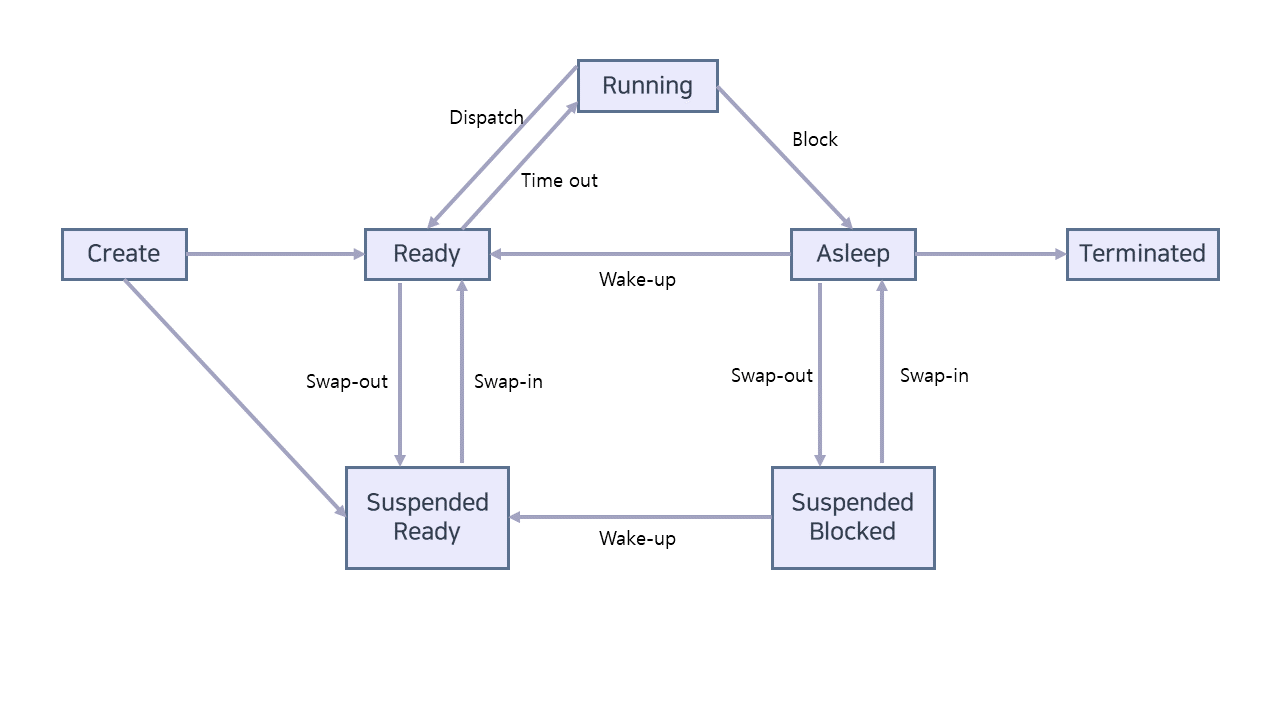 Running
Dispatch
Block
Time out
Create
Ready
Asleep
Terminated
Wake-up
Swap-out
Swap-in
Swap-out
Swap-in
Suspended
Ready
Suspended
Blocked
Wake-up